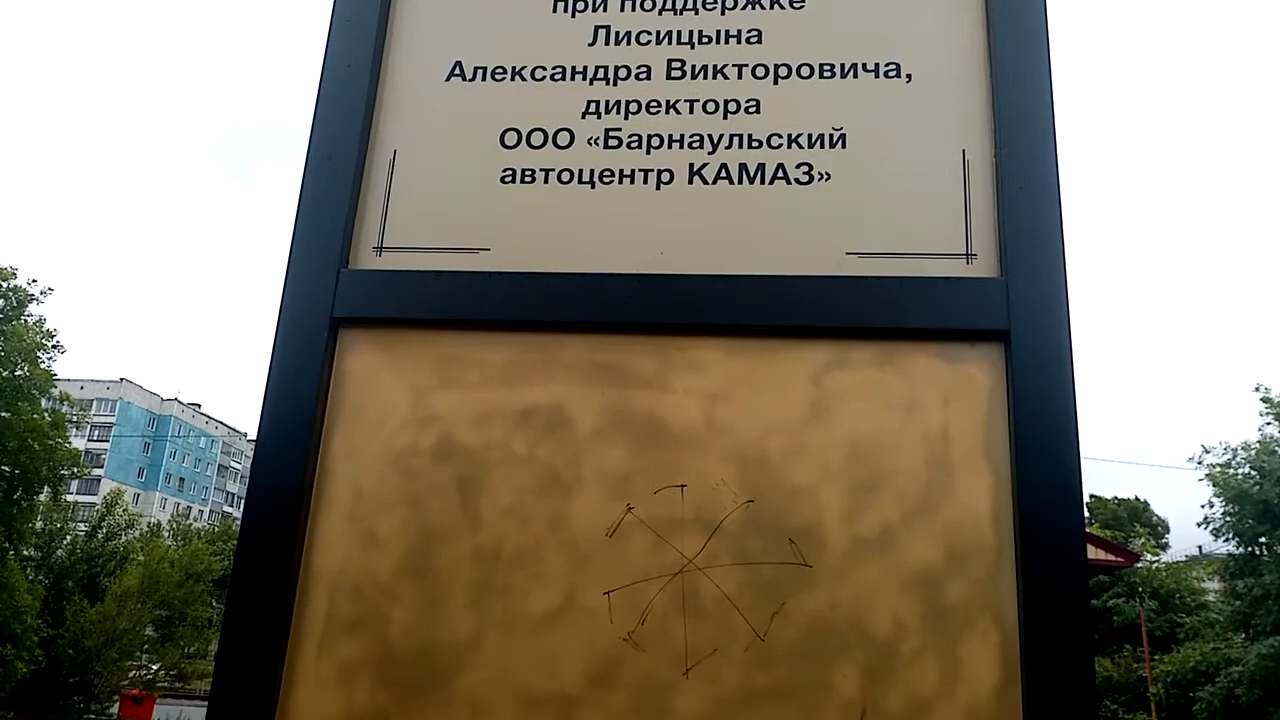 при поддержке
Лисицына
Александра Викторовича,
директора
ООО «Барнаульский
автоцентр КАМАЗ»